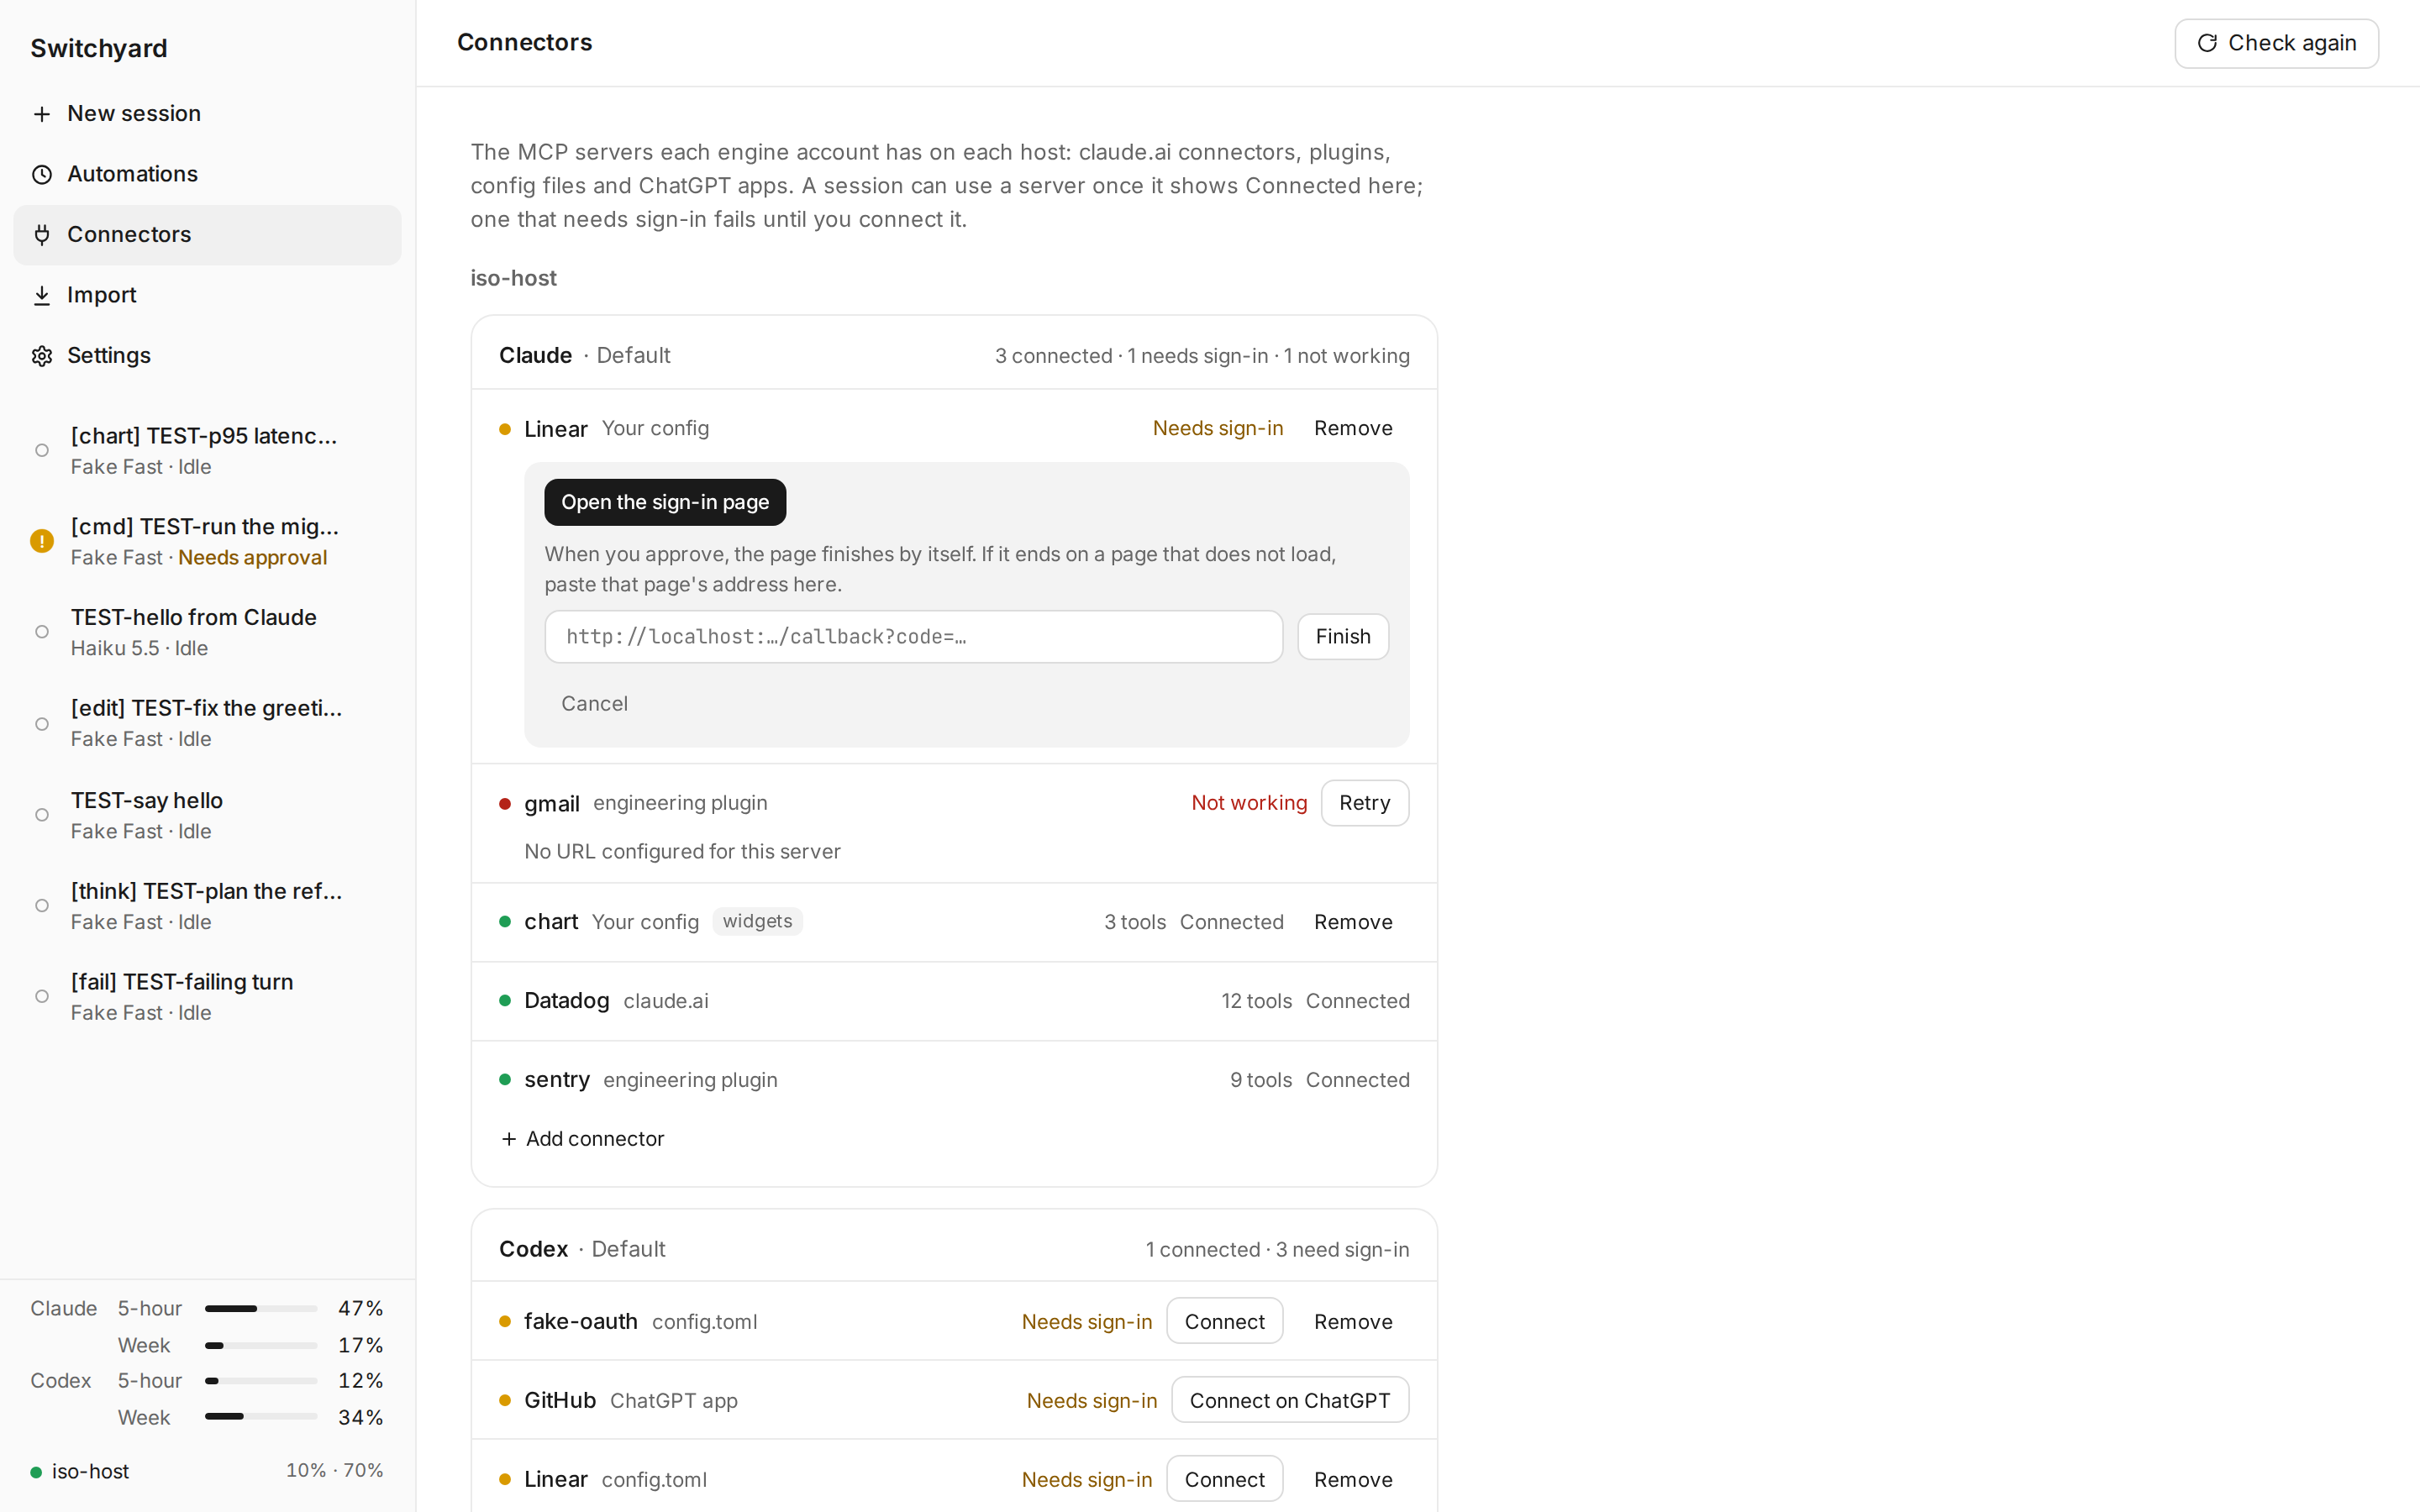 Switchyard
New session
Automations
Connectors
Import
Settings
[chart] TEST-p95 latenc...
Fake Fast · Idle
!
[cmd] TEST-run the mig...
Fake Fast · Needs approval
TEST-hello from Claude
Haiku 5.5 · Idle
[edit] TEST-fix the greeti...
Fake Fast · Idle
TEST-say hello
Fake Fast · Idle
[think] TEST-plan the ref...
Fake Fast · Idle
[fail] TEST-failing turn
Fake Fast · Idle
Claude 5-hour 47%
Week 17%
Codex 5-hour 12%
Week 34%
iso-host 10% · 70%
Connectors
Check again
The MCP servers each engine account has on each host: claude.ai connectors, plugins,
config files and ChatGPT apps. A session can use a server once it shows Connected here;
one that needs sign-in fails until you connect it.
iso-host
Claude · Default 3 connected · 1 needs sign-in · 1 not working
Linear Your config Needs sign-in Remove
Open the sign-in page
When you approve, the page finishes by itself. If it ends on a page that does not load,
paste that page's address here.
http://localhost:…/callback?code=… Finish
Cancel
gmail engineering plugin Not working Retry
No URL configured for this server
chart Your config widgets 3 tools Connected Remove
Datadog claude.ai 12 tools Connected
sentry engineering plugin 9 tools Connected
+ Add connector
Codex · Default 1 connected · 3 need sign-in
fake-oauth config.toml Needs sign-in Connect Remove
GitHub ChatGPT app Needs sign-in Connect on ChatGPT
Linear config.toml Needs sign-in Connect Remove